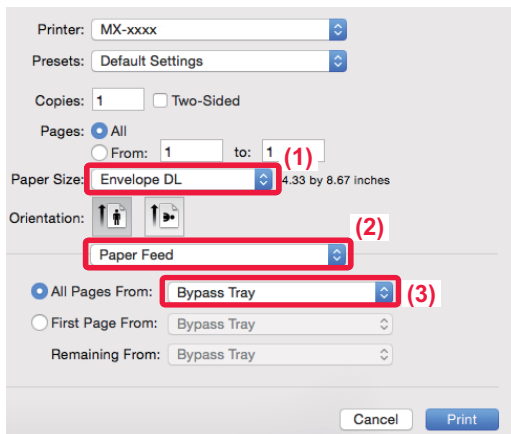 Printer: MX-xxxx
Presets: Default Settings
Copies: 1 Two-Sided
Pages: All
From: 1 to: 1 (1)
Paper Size: Envelope DL 4.33 by 8.67 inches
Orientation:
(2)
Paper Feed
All Pages From: Bypass Tray (3)
First Page From: Bypass Tray
Remaining From: Bypass Tray
Cancel Print